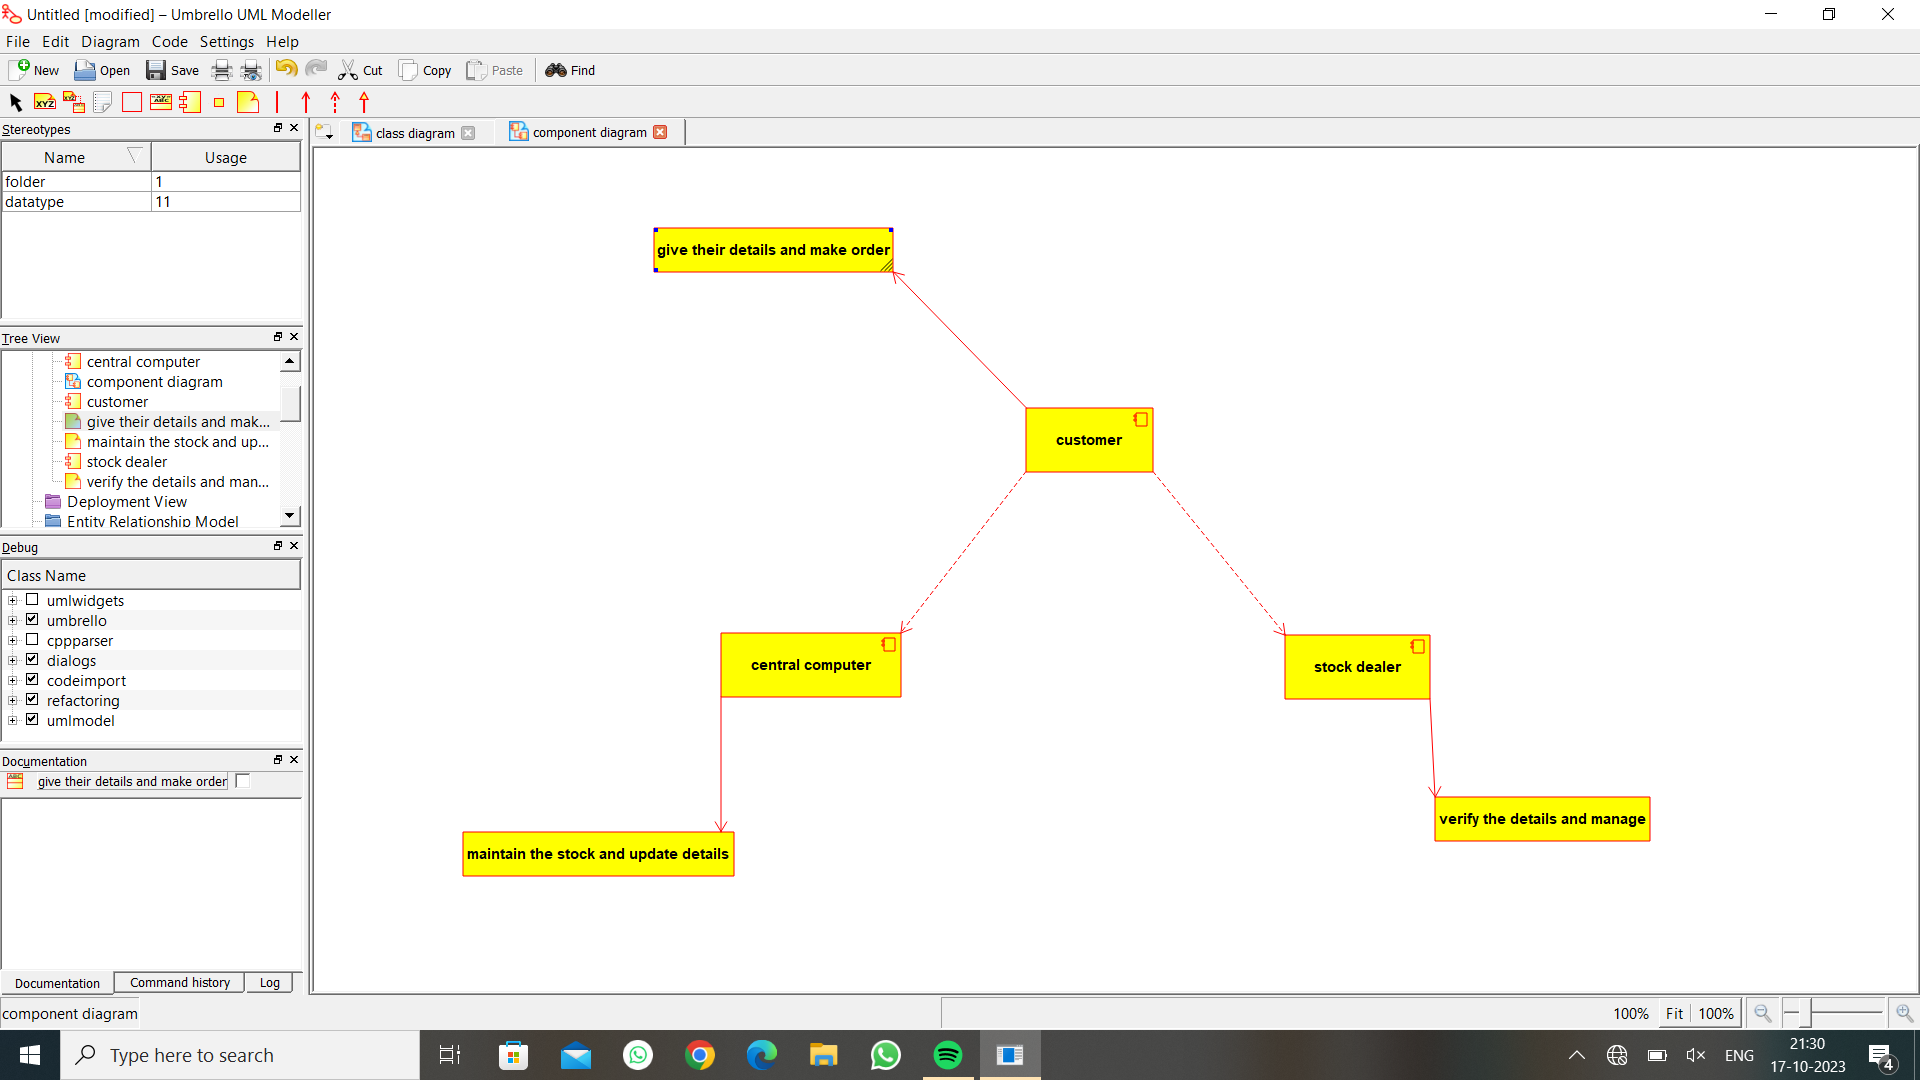 Untitled [modified] – Umbrello UML Modeller
File Edit Diagram Code Settings Help
New Open Save Cut Copy Paste Find
XYZ XYZ ABC
Stereotypes
class diagram component diagram
Name Usage
folder 1
datatype 11
give their details and make order
customer
central computer
stock dealer
maintain the stock and update details
verify the details and manage
Tree View
central computer
component diagram
customer
give their details and mak...
maintain the stock and up...
stock dealer
verify the details and man...
Deployment View
Entity Relationship Model
Debug
Class Name
umlwidgets
umbrello
cppparser
dialogs
codeimport
refactoring
umlmodel
Documentation
give their details and make order
Documentation Command history Log
component diagram
100% Fit 100%
Type here to search
ENG
21:30
17-10-2023
4